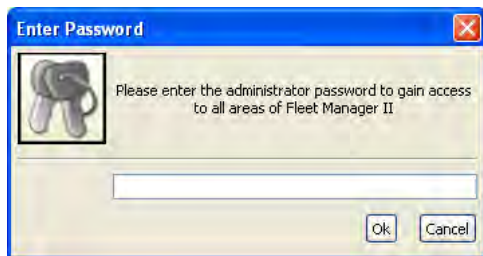 Enter Password
Please enter the administrator password to gain access
to all areas of Fleet Manager II
Ok Cancel